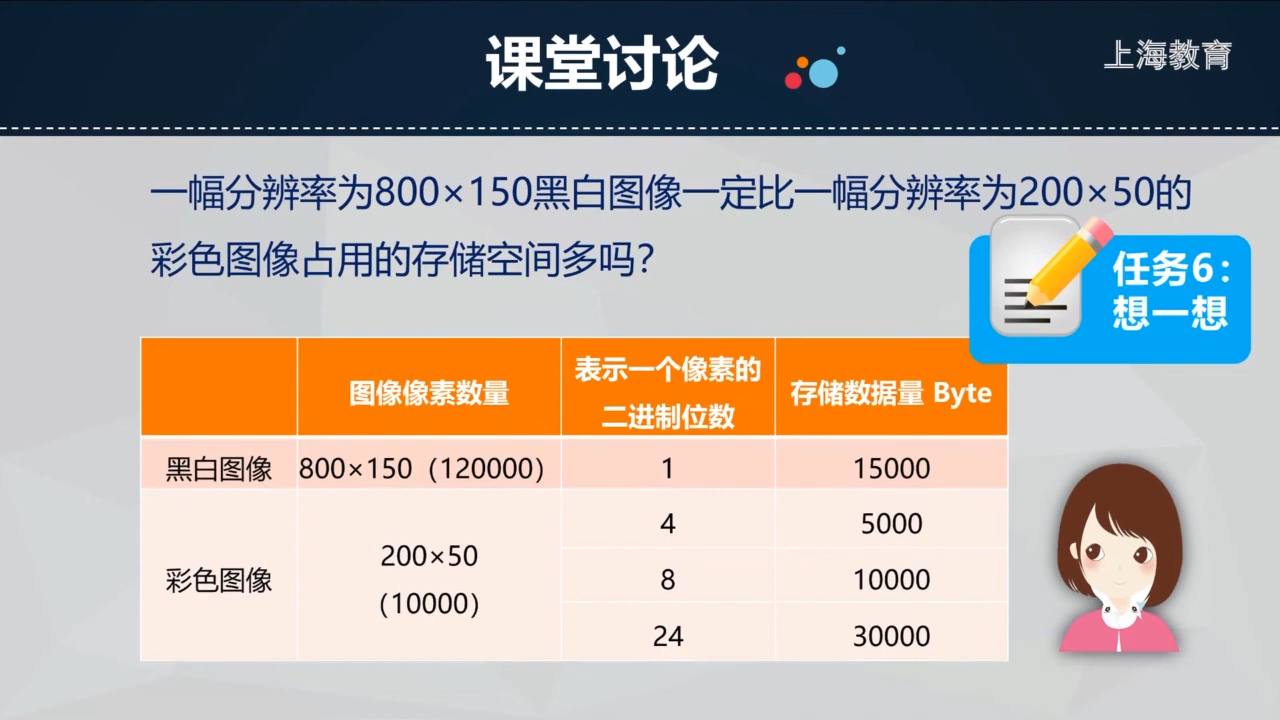 课堂讨论
上海教育
一幅分辨率为800×150黑白图像一定比一幅分辨率为200×50的
彩色图像占用的存储空间多吗？
任务6：
想一想
图像像素数量
表示一个像素的
二进制位数
存储数据量 Byte
黑白图像
800×150（120000）
1
15000
彩色图像
200×50
（10000）
4
5000
8
10000
24
30000